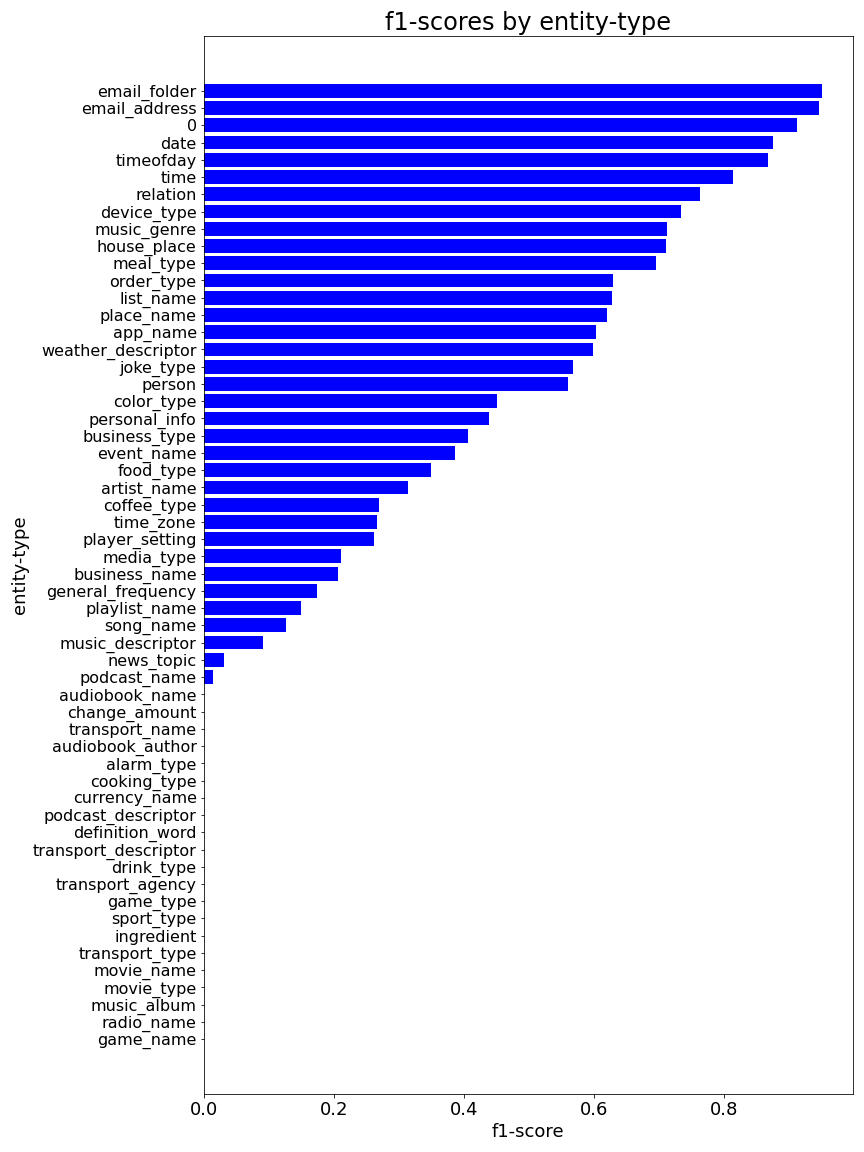 f1-scores by entity-type
email_folder
email_address
0
date
timeofday
time
relation
device_type
music_genre
house_place
meal_type
order_type
list_name
place_name
app_name
weather_descriptor
joke_type
person
color_type
personal_info
business_type
event_name
food_type
artist_name
coffee_type
time_zone
player_setting
media_type
business_name
general_frequency
playlist_name
song_name
music_descriptor
news_topic
podcast_name
audiobook_name
change_amount
transport_name
audiobook_author
alarm_type
cooking_type
currency_name
podcast_descriptor
definition_word
transport_descriptor
drink_type
transport_agency
game_type
sport_type
ingredient
transport_type
movie_name
movie_type
music_album
radio_name
game_name
entity-type
0.0 0.2 0.4 0.6 0.8
f1-score